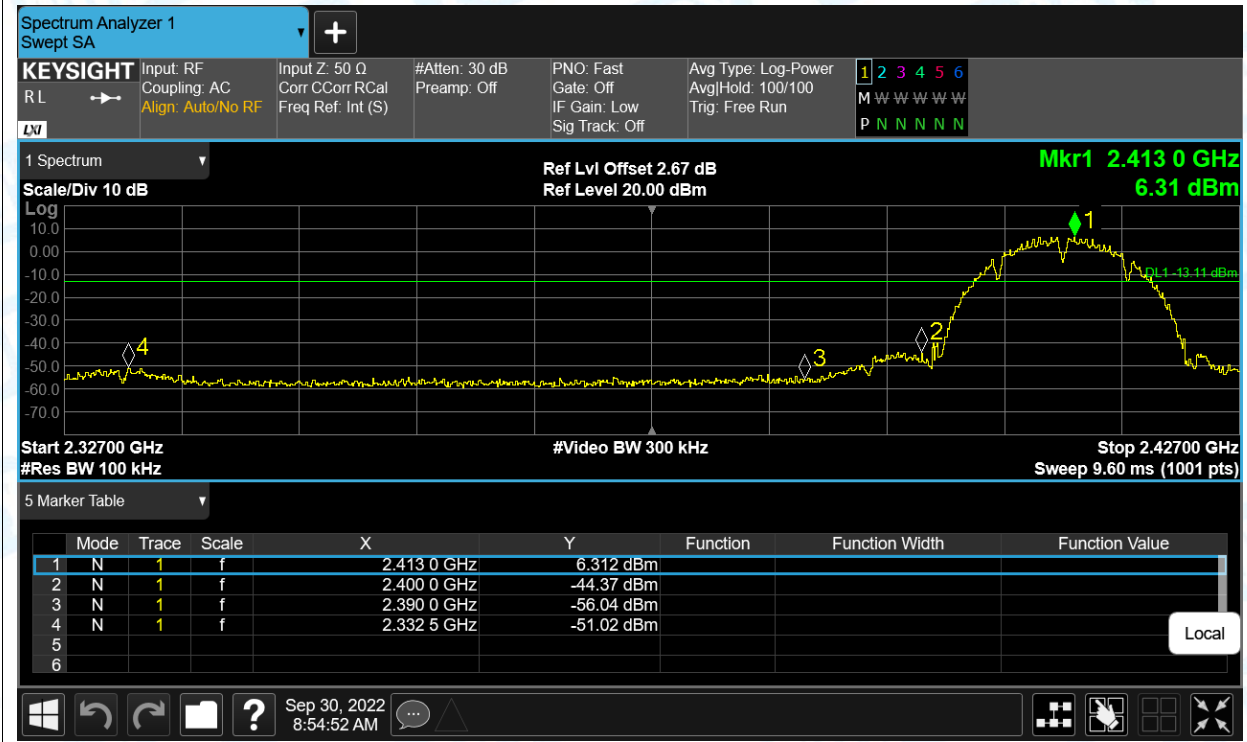 Spectrum Analyzer 1
Swept SA
+
KEYSIGHT Input: RF Input Z: 50 Ω #Atten: 30 dB PNO: Fast Avg Type: Log-Power 1 2 3 4 5 6
R L Coupling: AC Corr CCorr RCal Preamp: Off Gate: Off Avg|Hold: 100/100 M W W W W W W
Align: Auto/No RF Freq Ref: Int (S) IF Gain: Low Trig: Free Run P N N N N N N
LXI Sig Track: Off
1 Spectrum
Scale/Div 10 dB
Ref Lvl Offset 2.67 dB
Ref Level 20.00 dBm
Mkr1 2.413 0 GHz
6.31 dBm
Log
10.0
0.00
-10.0
-20.0
-30.0
-40.0
-50.0
-60.0
-70.0
1
DL1 -13.11 dBm
2
3
4
Start 2.32700 GHz #Video BW 300 kHz Stop 2.42700 GHz
#Res BW 100 kHz Sweep 9.60 ms (1001 pts)
5 Marker Table
Mode Trace Scale X Y Function Function Width Function Value
1 N 1 f 2.413 0 GHz 6.312 dBm
2 N 1 f 2.400 0 GHz -44.37 dBm
3 N 1 f 2.390 0 GHz -56.04 dBm
4 N 1 f 2.332 5 GHz -51.02 dBm
5
6
Local
? Sep 30, 2022
8:54:52 AM